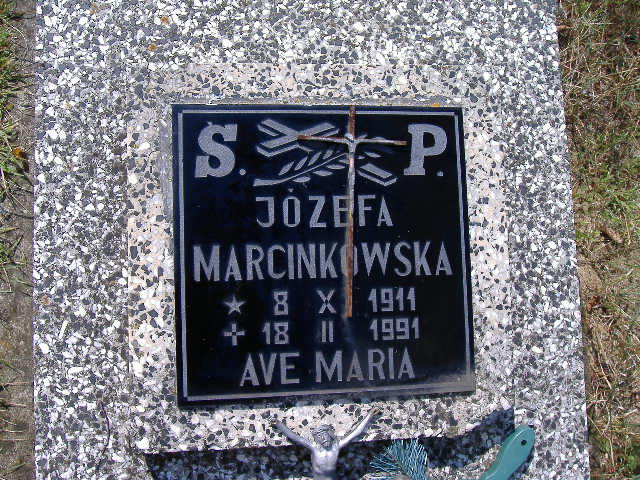 Ś. P.
JÓZEFA
MARCINKOWSKA
8 X 1911
18 II 1991
AVE MARIA